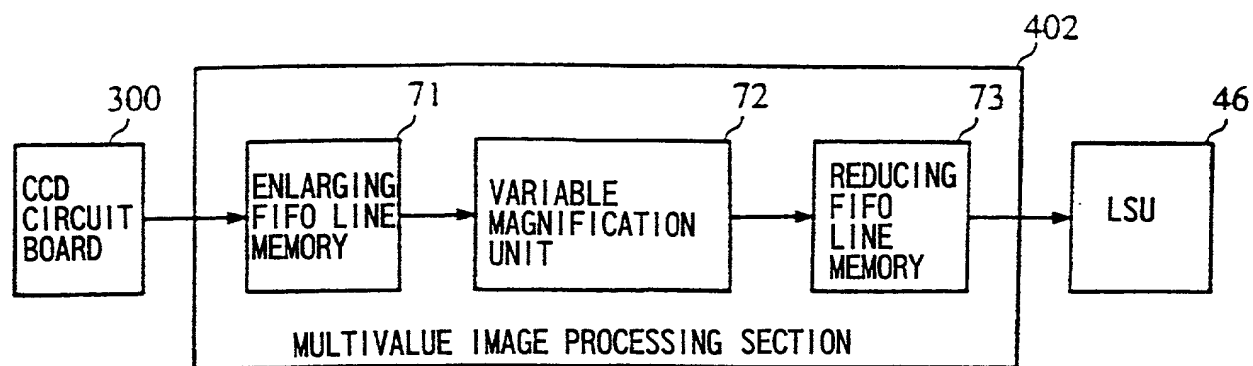 402
300
71
72
73
46
CCD
CIRCUIT
BOARD
ENLARGING
FIFO LINE
MEMORY
VARIABLE
MAGNIFICATION
UNIT
REDUCING
FIFO
LINE
MEMORY
LSU
MULTIVALUE IMAGE PROCESSING SECTION